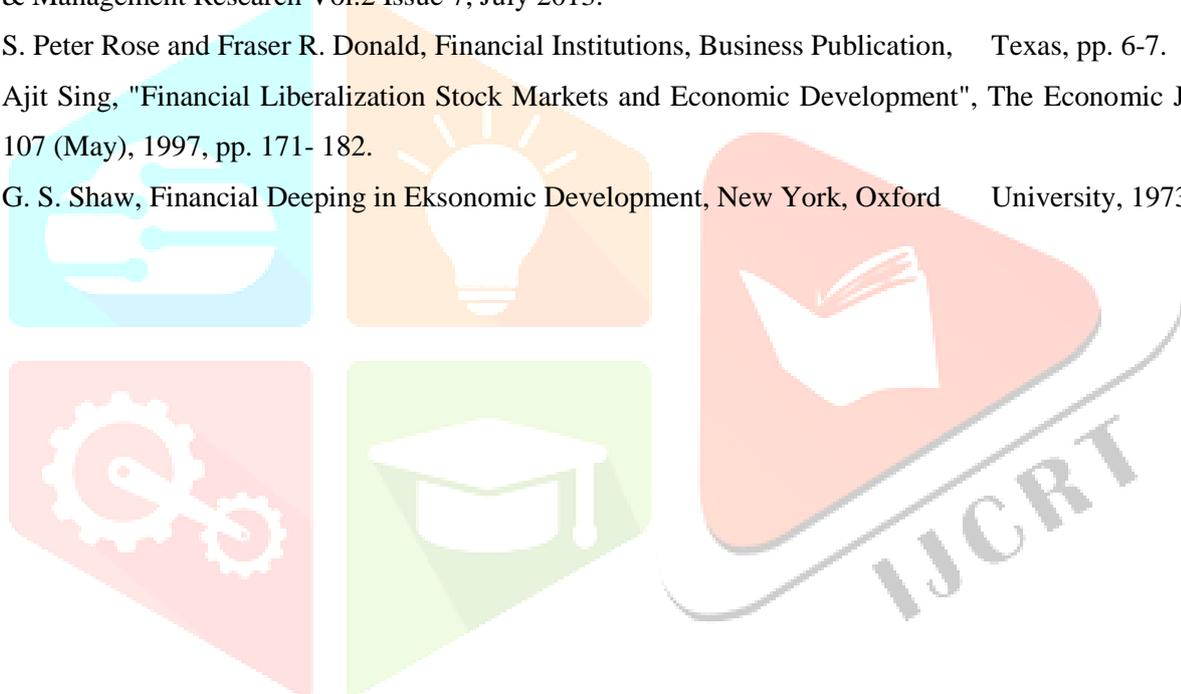 & Management Research Vol.2 Issue 7, July 2013.
S. Peter Rose and Fraser R. Donald, Financial Institutions, Business Publication, Texas, pp. 6-7.
Ajit Sing, "Financial Liberalization Stock Markets and Economic Development", The Economic J
107 (May), 1997, pp. 171- 182.
G. S. Shaw, Financial Deeping in Eksonomic Development, New York, Oxford University, 1973
IJCRT